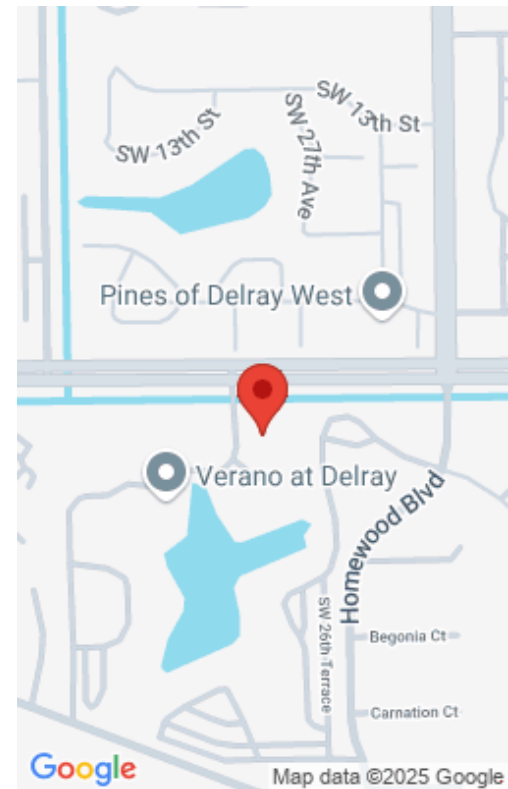 SW 13th St
SW 13th St
SW 27th Ave
Pines of Delray West
Verano at Delray
Homewood Blvd
SW 26th Terrace
Begonia Ct
Carnation Ct
Google
Map data ©2025 Google